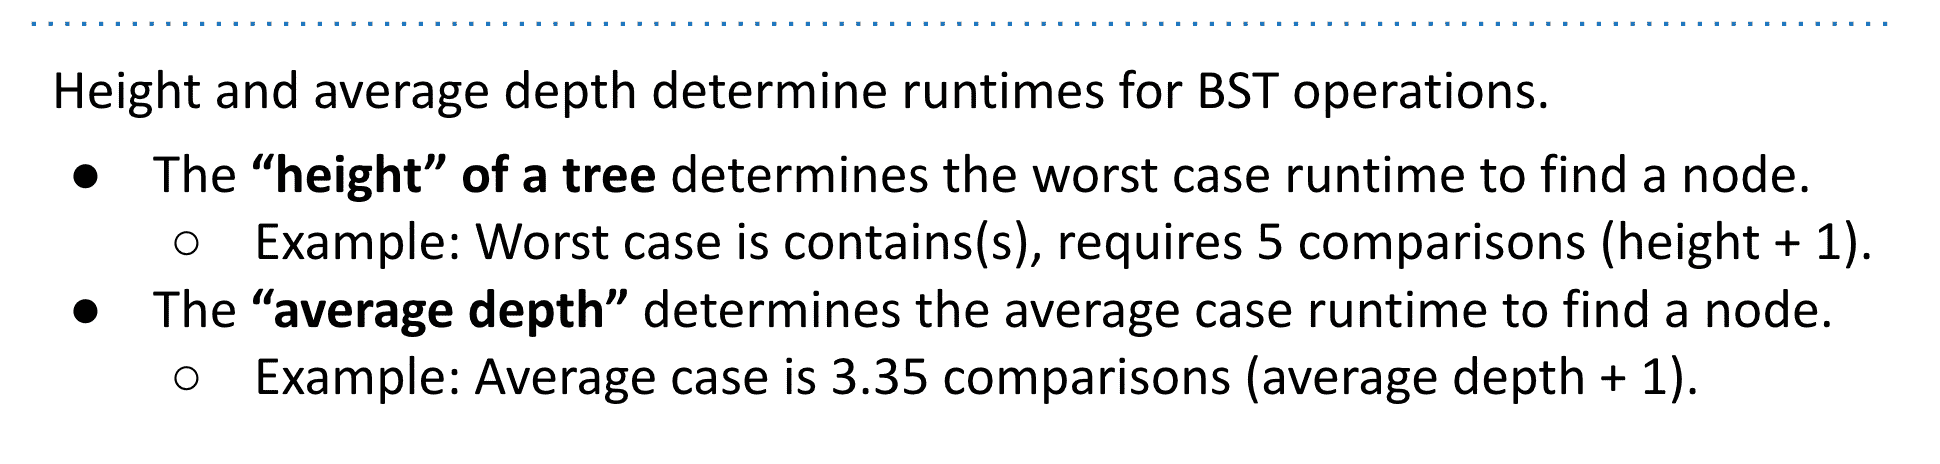 Height and average depth determine runtimes for BST operations.
● The “height” of a tree determines the worst case runtime to find a node.
○ Example: Worst case is contains(s), requires 5 comparisons (height + 1).
● The “average depth” determines the average case runtime to find a node.
○ Example: Average case is 3.35 comparisons (average depth + 1).